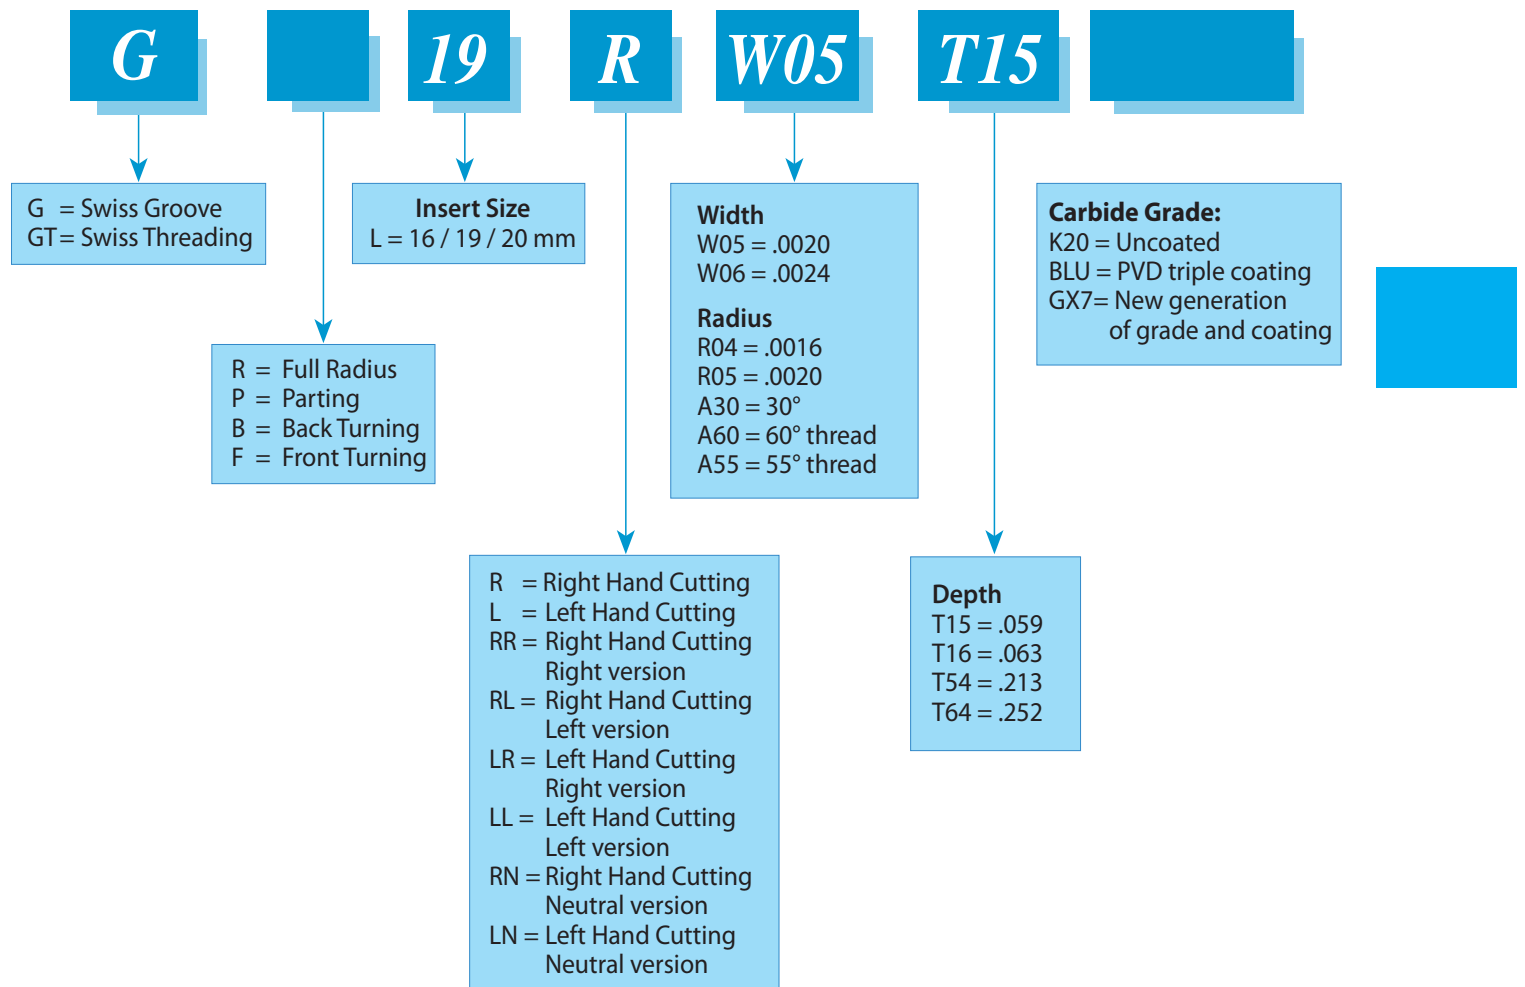 G 19 R W05 T15
G = Swiss Groove
GT= Swiss Threading
R = Full Radius
P = Parting
B = Back Turning
F = Front Turning
Insert Size
L = 16 / 19 / 20 mm
R = Right Hand Cutting
L = Left Hand Cutting
RR = Right Hand Cutting
Right version
RL = Right Hand Cutting
Left version
LR = Left Hand Cutting
Right version
LL = Left Hand Cutting
Left version
RN = Right Hand Cutting
Neutral version
LN = Left Hand Cutting
Neutral version
Width
W05 = .0020
W06 = .0024
Radius
R04 = .0016
R05 = .0020
A30 = 30°
A60 = 60° thread
A55 = 55° thread
Depth
T15 = .059
T16 = .063
T54 = .213
T64 = .252
Carbide Grade:
K20 = Uncoated
BLU = PVD triple coating
GX7= New generation
of grade and coating